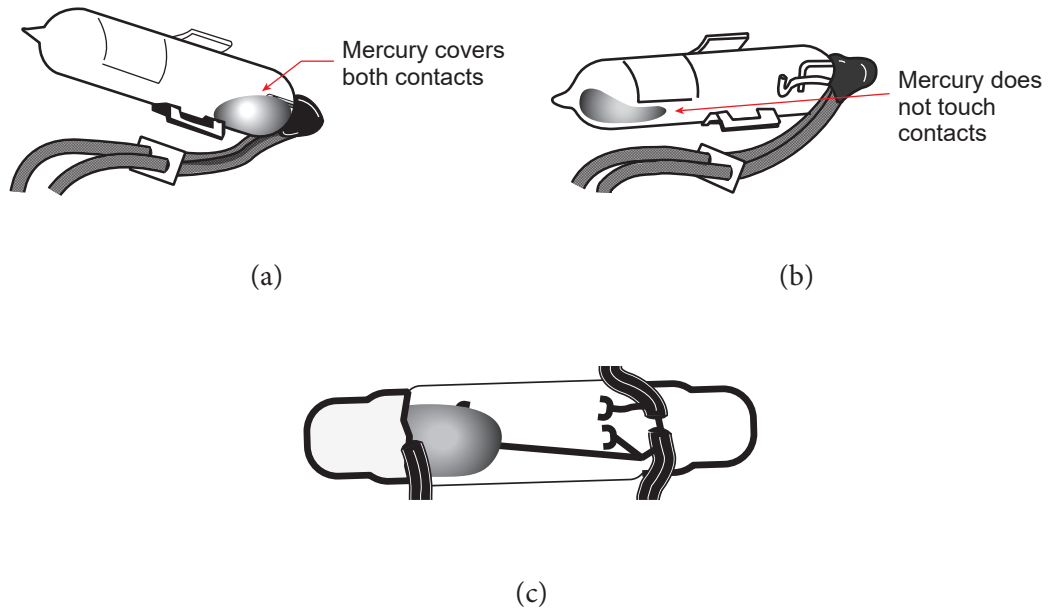 Mercury covers
both contacts
Mercury does
not touch
contacts
(a)
(b)
(c)